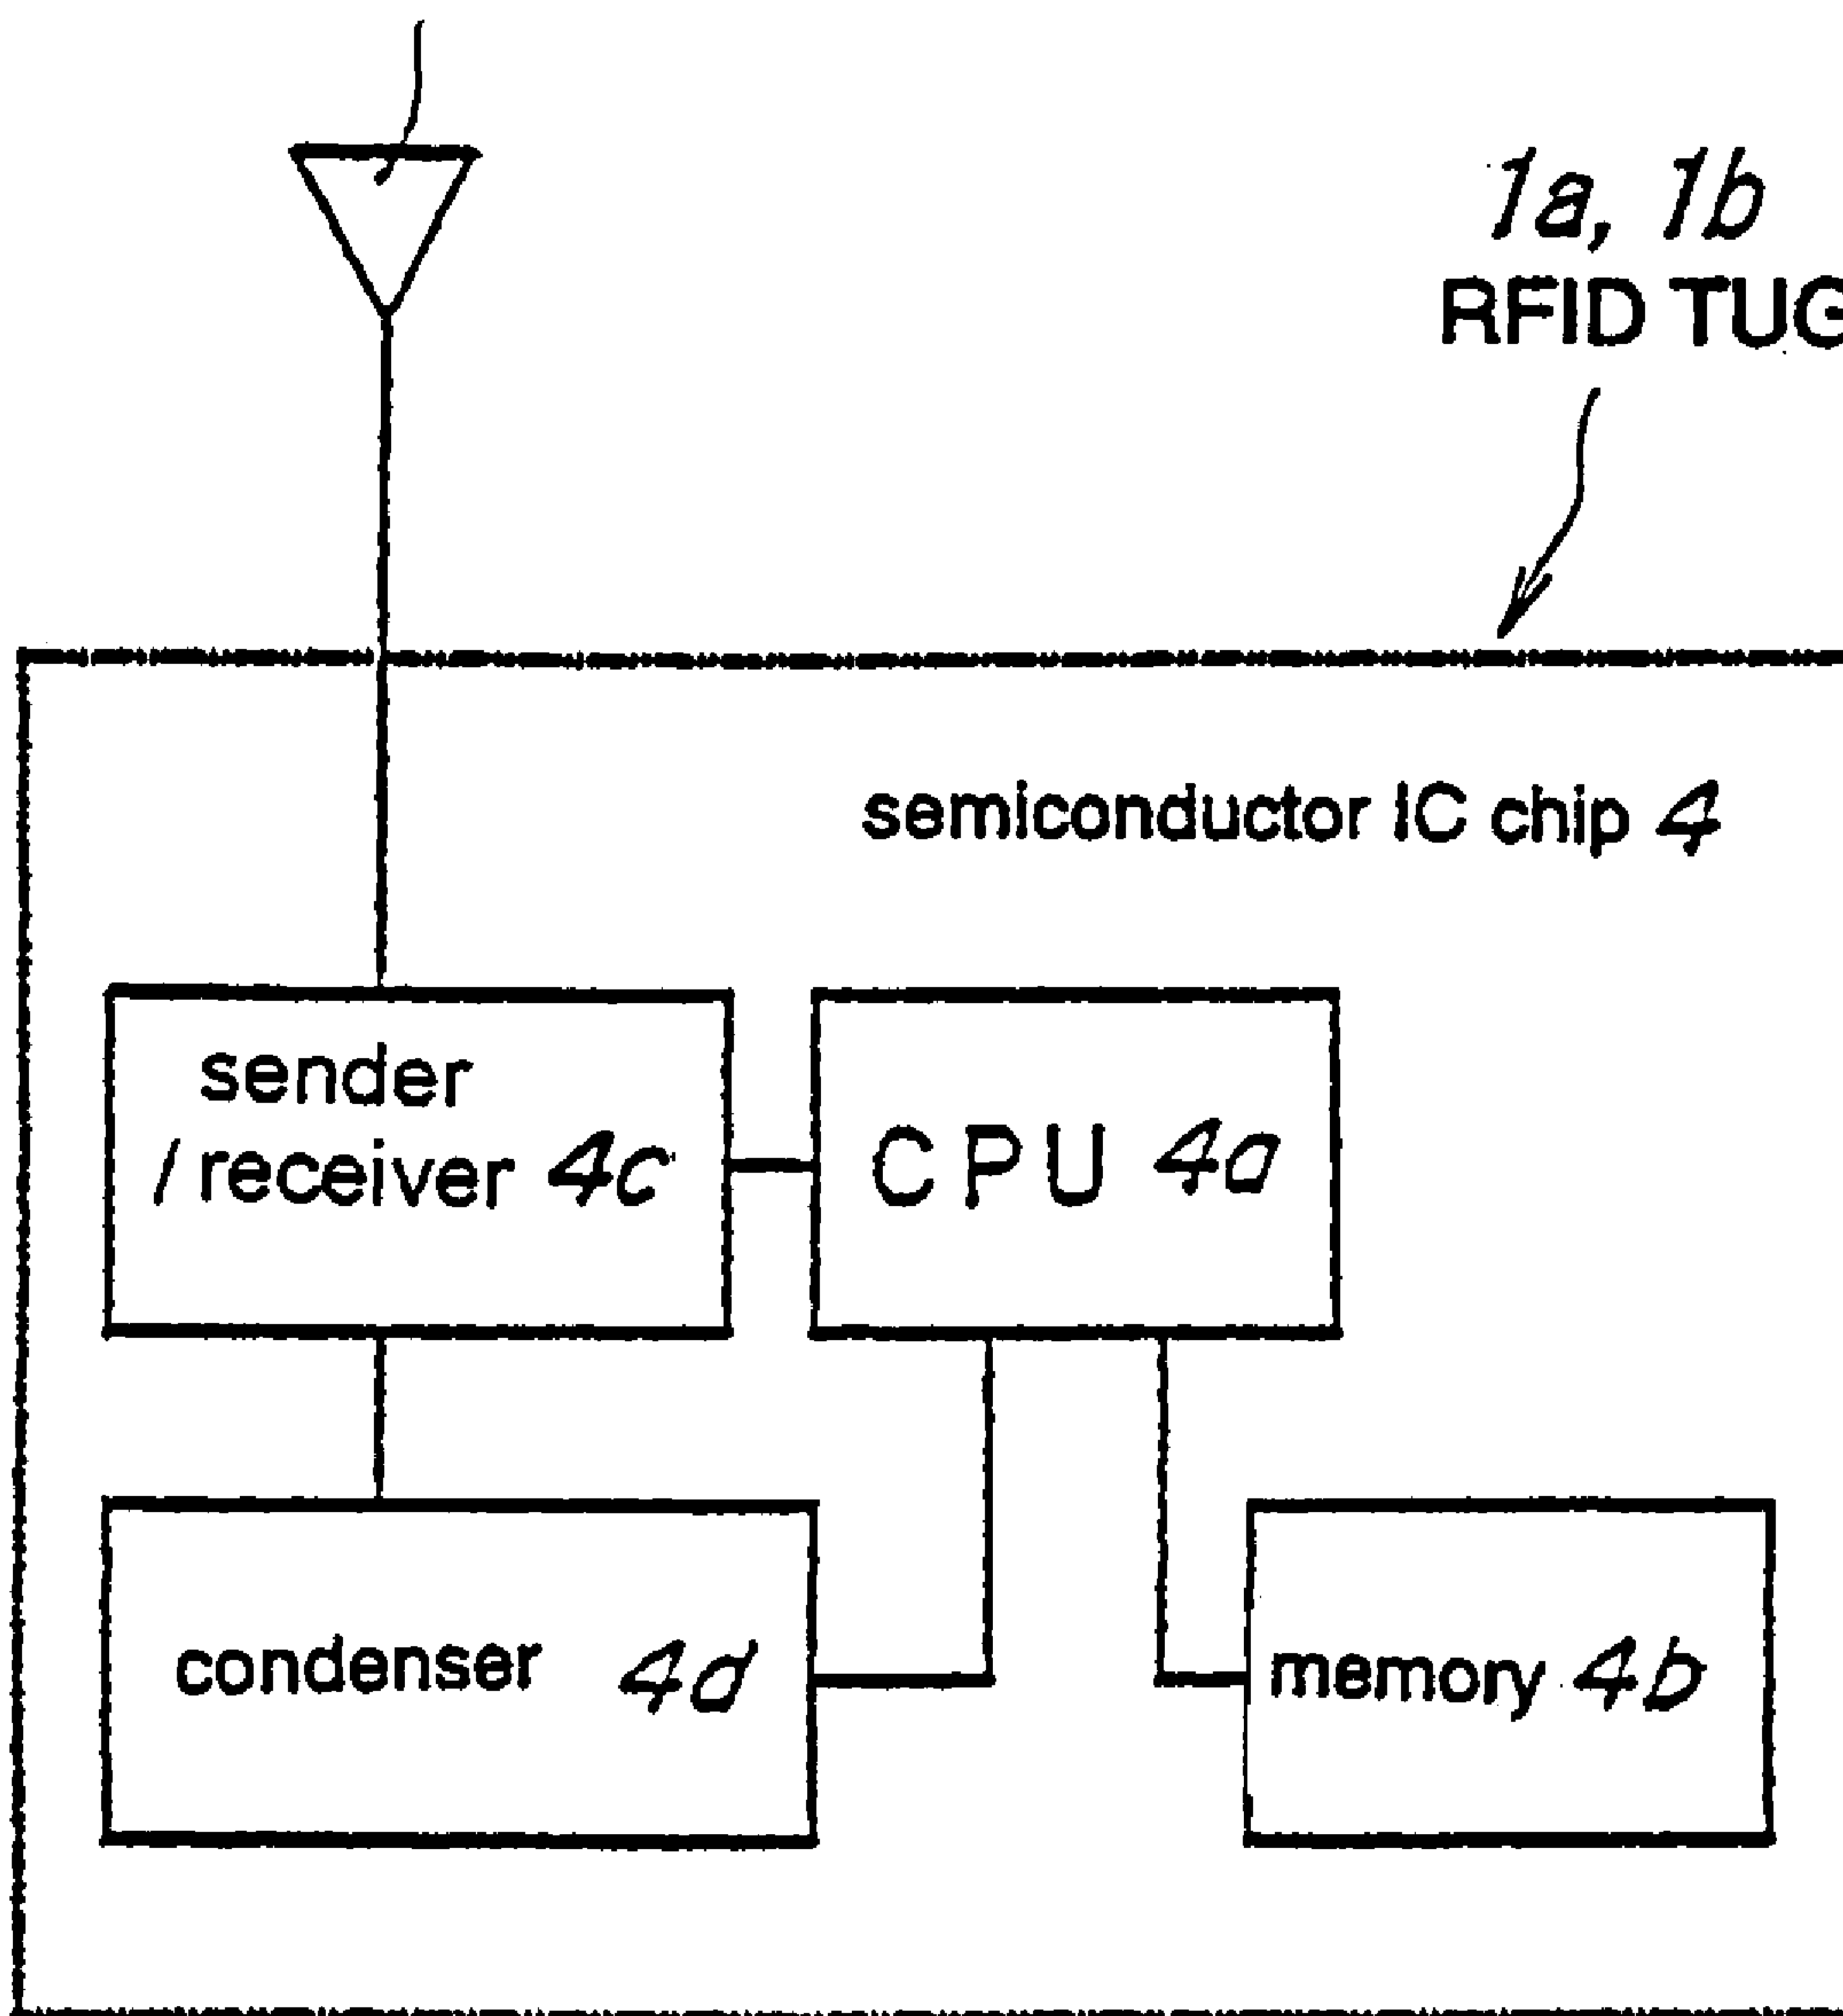 1a, 1b
RFID TUG
semiconductor IC chip 4
sender
/receiver 4c
CPU 4a
condenser 4d
memory 4b